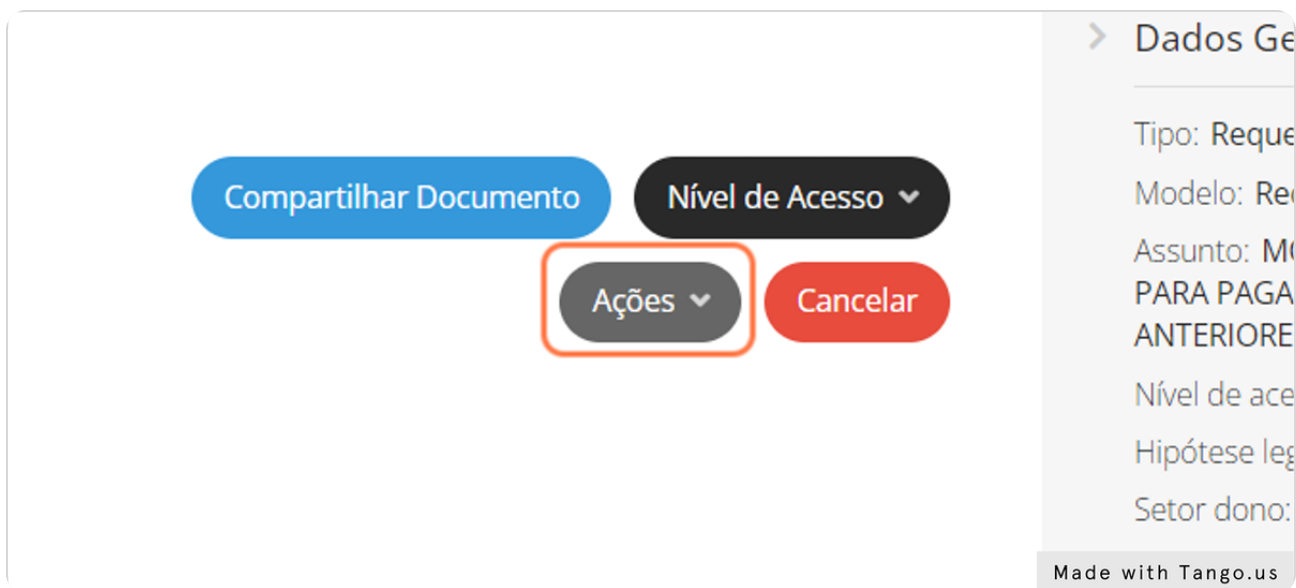 Dados Ge
Compartilhar Documento
Nível de Acesso
Ações
Cancelar
Tipo: Reque
Modelo: Re
Assunto: M
PARA PAGA
ANTERIORE
Nível de ace
Hipótese leg
Setor dono:
Made with Tango.us